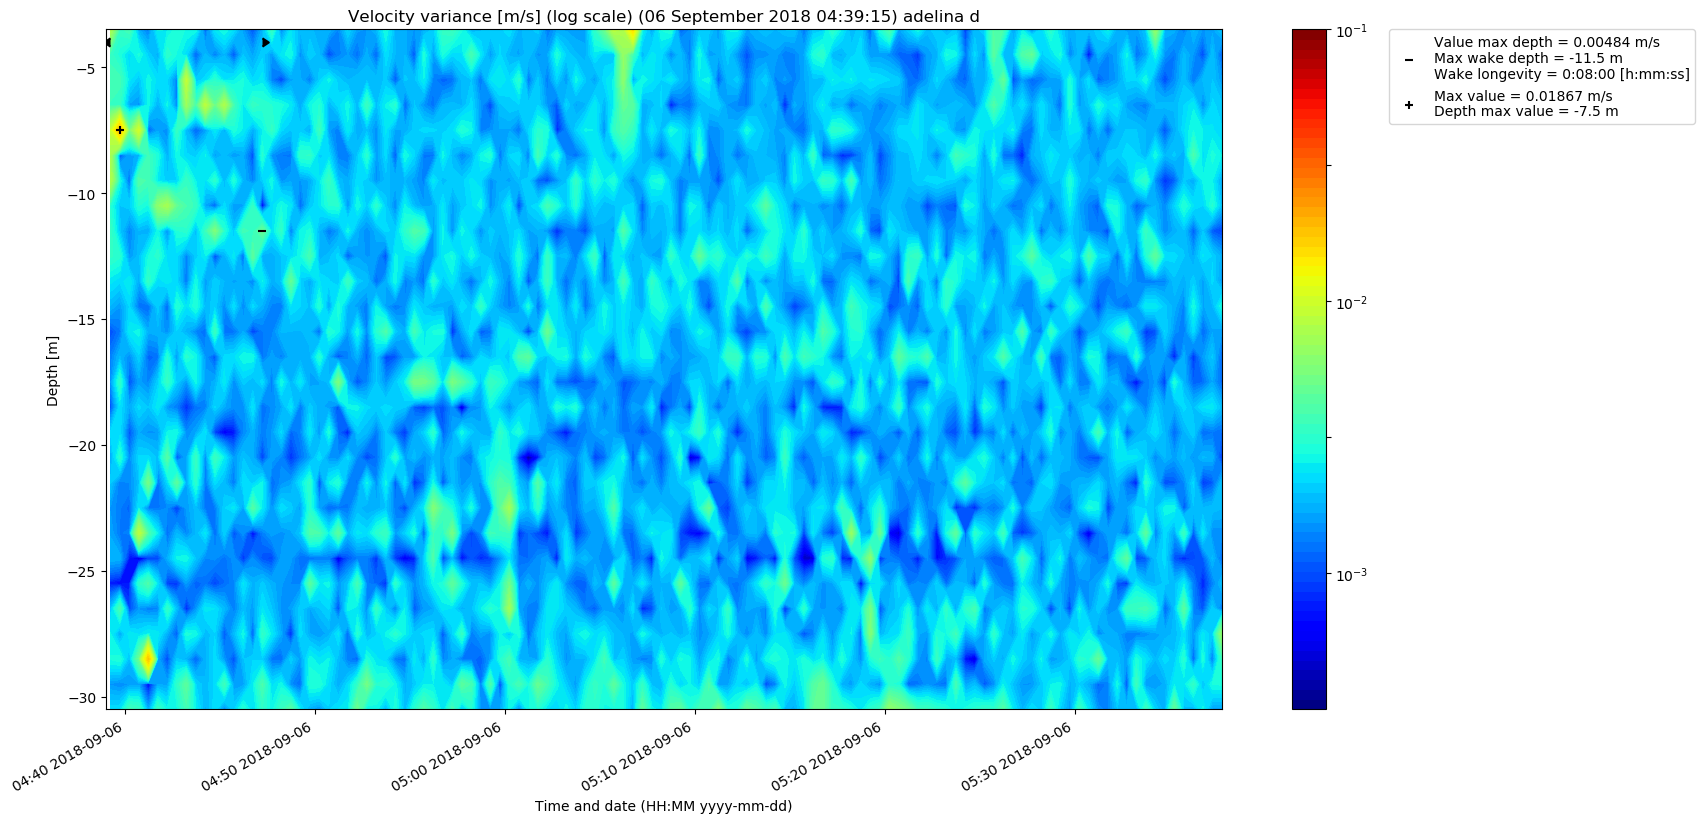 Velocity variance [m/s] (log scale) (06 September 2018 04:39:15) adelina d
Value max depth = 0.00484 m/s
Max wake depth = -11.5 m
Wake longevity = 0:08:00 [h:mm:ss]
Max value = 0.01867 m/s
Depth max value = -7.5 m
10⁻¹
10⁻²
10⁻³
Depth [m]
−5
−10
−15
−20
−25
−30
04:40 2018-09-06
04:50 2018-09-06
05:00 2018-09-06
05:10 2018-09-06
05:20 2018-09-06
05:30 2018-09-06
Time and date (HH:MM yyyy-mm-dd)